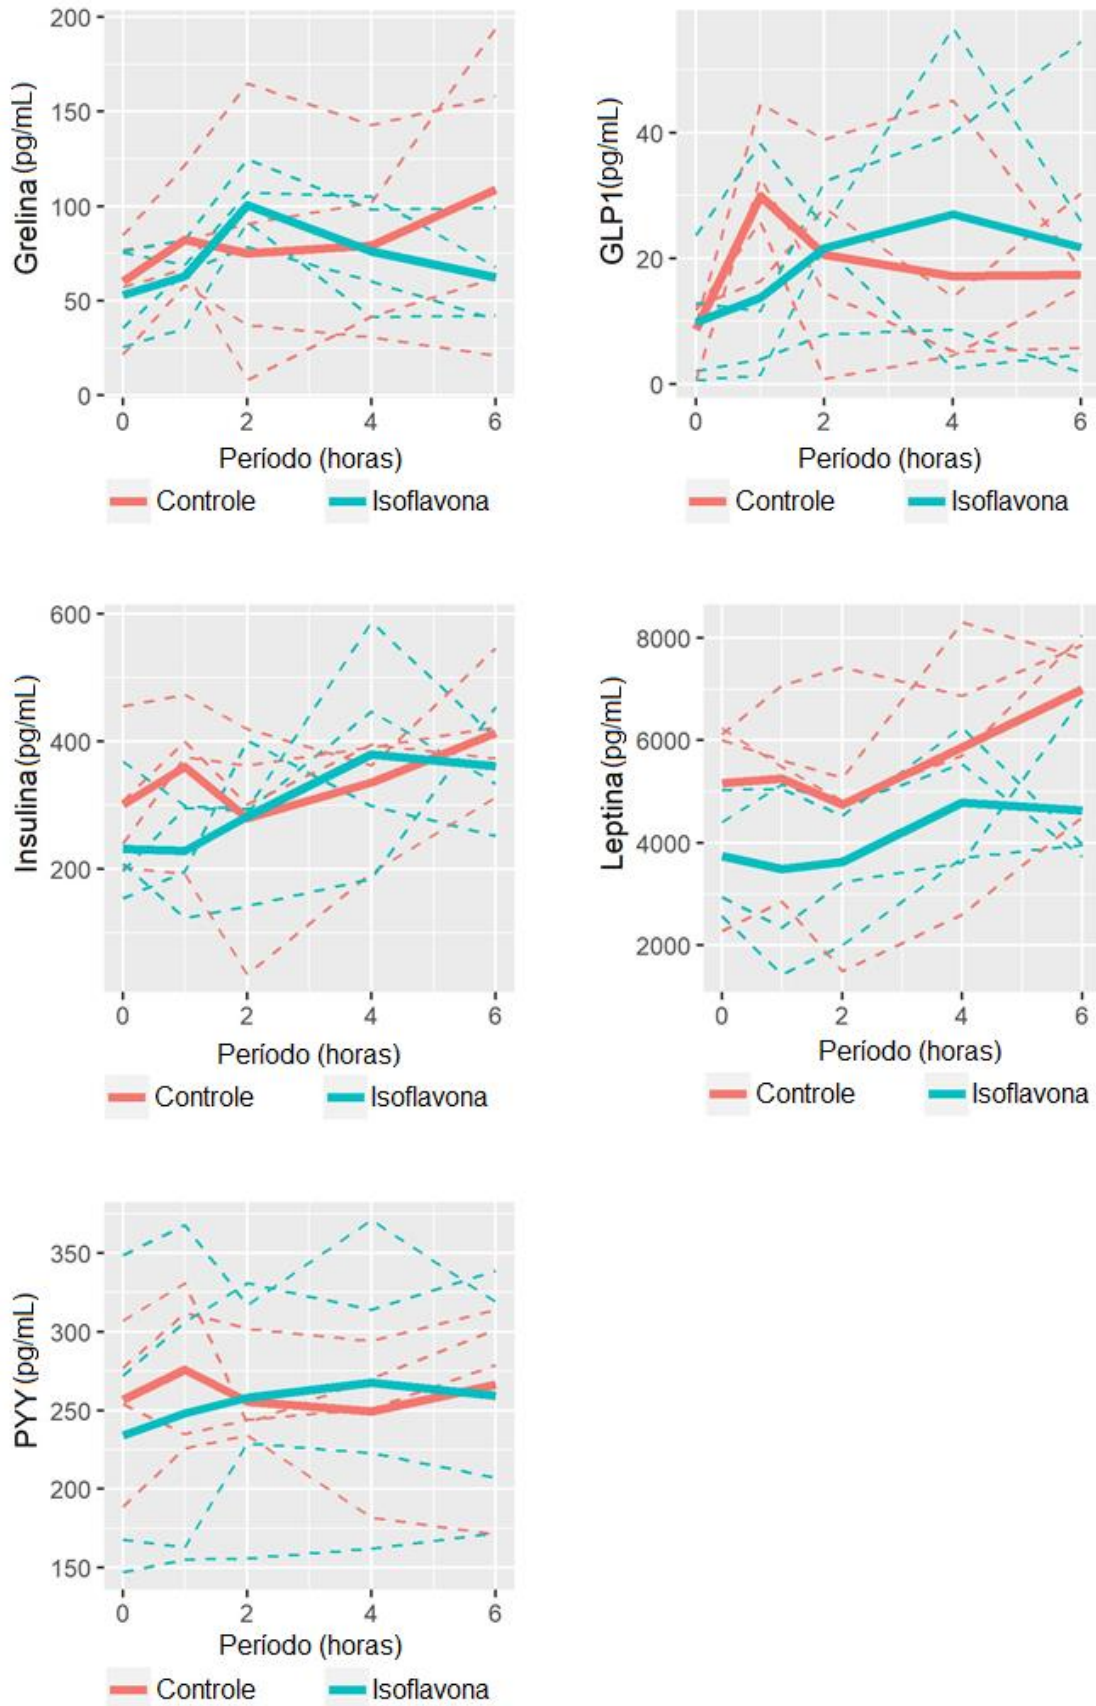 Grelina (pg/mL)
200
150
100
50
0
0 2 4 6
Período (horas)
Controle Isoflavona
GLP1 (pg/mL)
40
20
0
0 2 4 6
Período (horas)
Controle Isoflavona
Insulina (pg/mL)
600
400
200
0 2 4 6
Período (horas)
Controle Isoflavona
Leptina (pg/mL)
8000
6000
4000
2000
0 2 4 6
Período (horas)
Controle Isoflavona
PYY (pg/mL)
350
300
250
200
150
0 2 4 6
Período (horas)
Controle Isoflavona